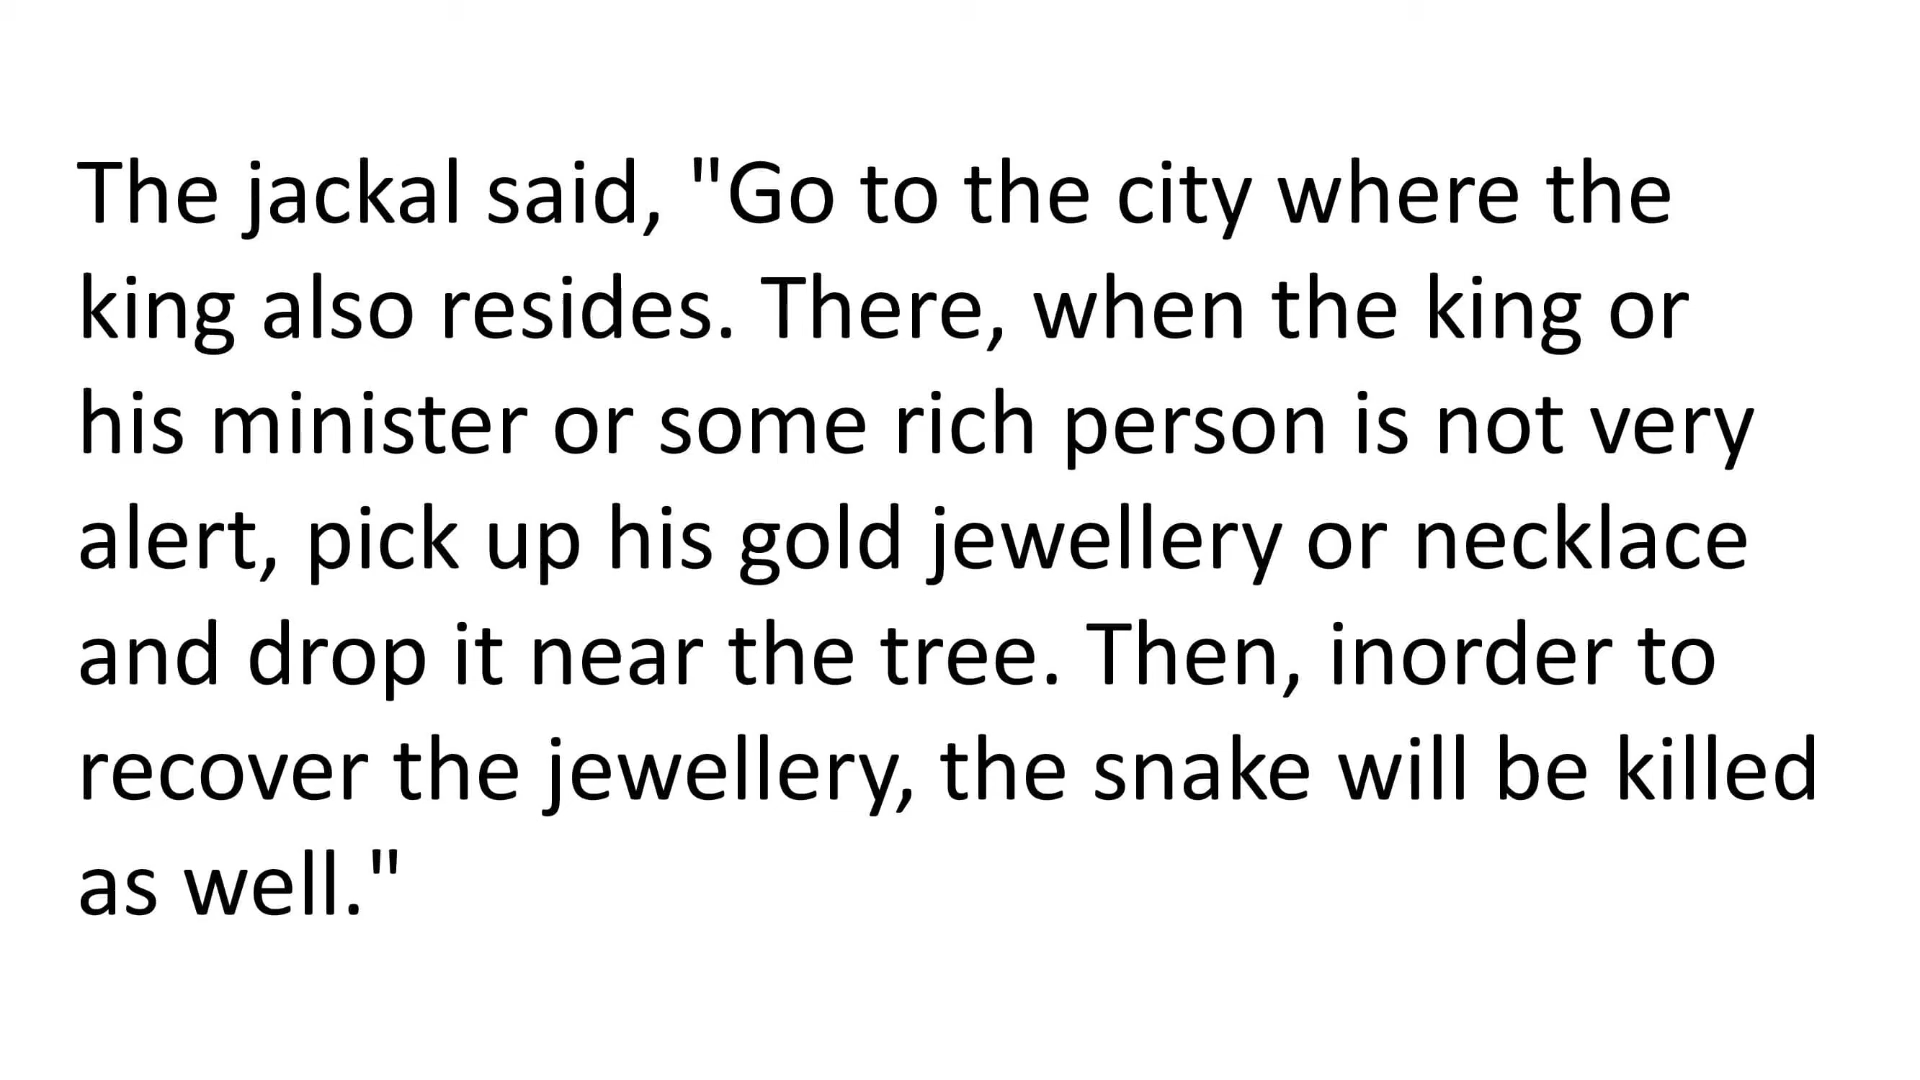 The jackal said, "Go to the city where the
king also resides. There, when the king or
his minister or some rich person is not very
alert, pick up his gold jewellery or necklace
and drop it near the tree. Then, inorder to
recover the jewellery, the snake will be killed
as well."